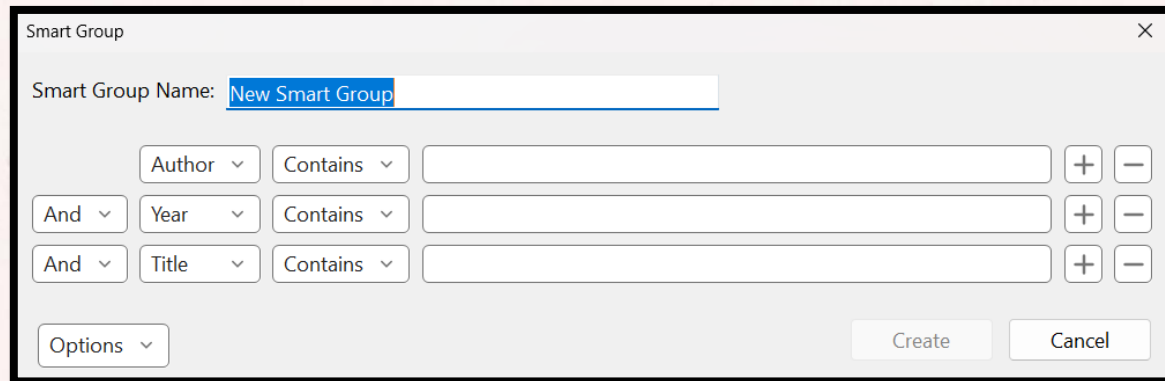 Smart Group
Smart Group Name: New Smart Group
Author Contains
And Year Contains
And Title Contains
Options Create Cancel